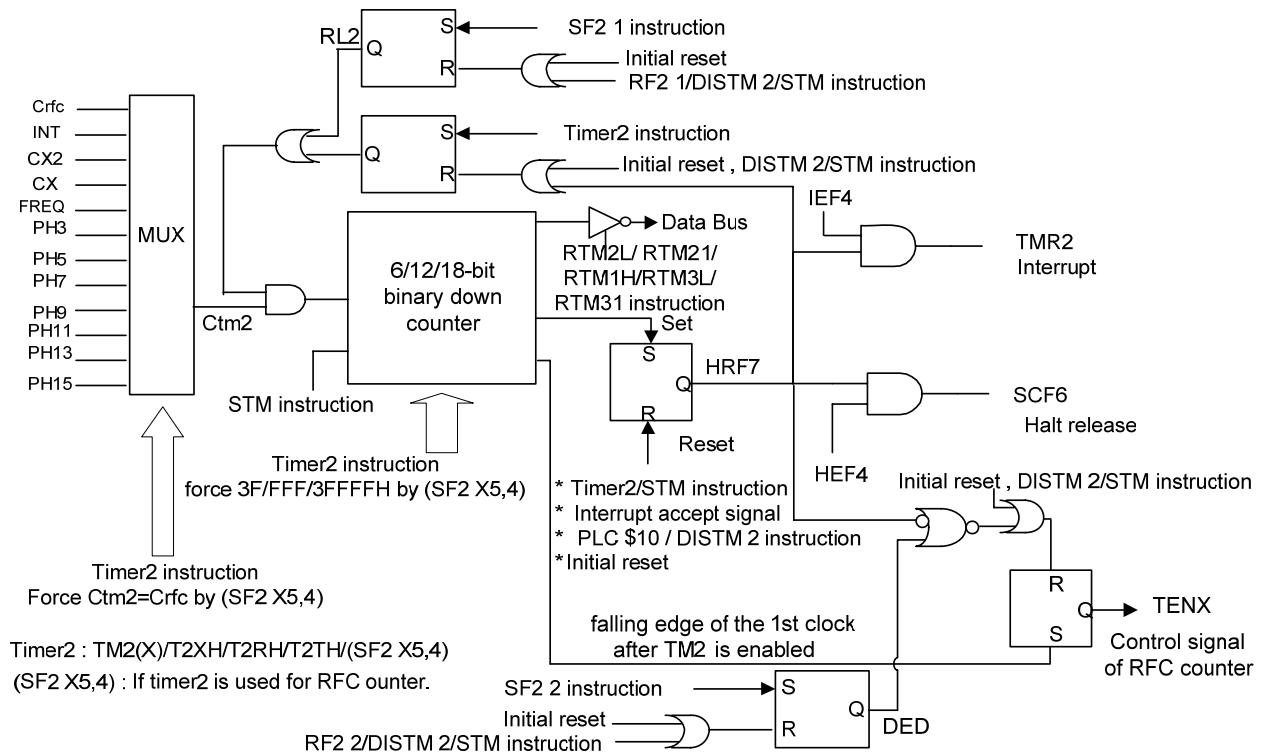 RL2
S
Q
R
SF2 1 instruction
Initial reset
RF2 1/DISTM 2/STM instruction
Crfc
INT
CX2
CX
FREQ
PH3
PH5
PH7
PH9
PH11
PH13
PH15
MUX
Ctm2
S
Q
R
Timer2 instruction
Initial reset , DISTM 2/STM instruction
6/12/18-bit
binary down
counter
Data Bus
RTM2L/ RTM21/
RTM1H/RTM3L/
RTM31 instruction
IEF4
TMR2
Interrupt
Set
S
Q
R
HRF7
Reset
SCF6
Halt release
HEF4
STM instruction
Timer2 instruction
force 3F/FFF/3FFFFH by (SF2 X5,4)
* Timer2/STM instruction
* Interrupt accept signal
* PLC $10 / DISTM 2 instruction
*Initial reset
Initial reset , DISTM 2/STM instruction
Timer2 instruction
Force Ctm2=Crfc by (SF2 X5,4)
R
Q
S
TENX
Control signal
of RFC counter
falling edge of the 1st clock
after TM2 is enabled
Timer2 : TM2(X)/T2XH/T2RH/T2TH/(SF2 X5,4)
(SF2 X5,4) : If timer2 is used for RFC ounter.
SF2 2 instruction
Initial reset
RF2 2/DISTM 2/STM instruction
S
Q
R
DED